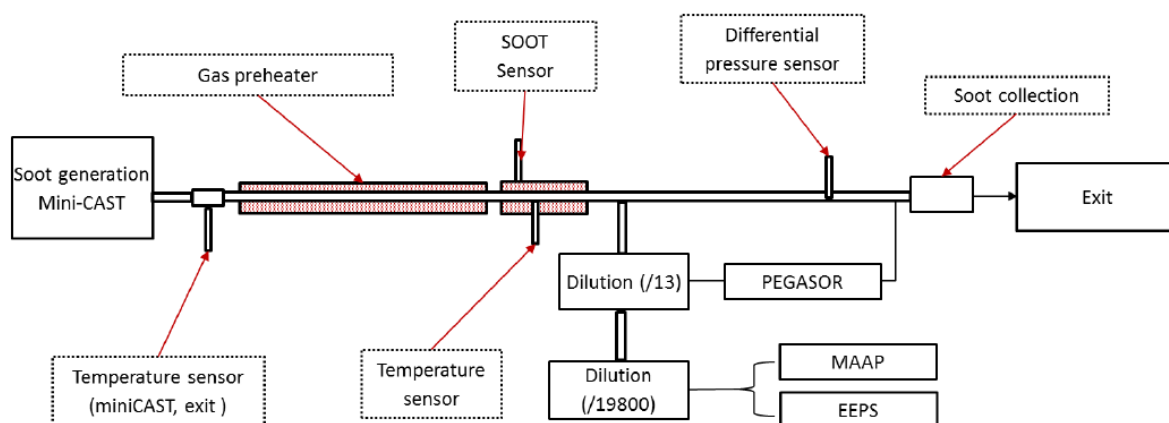 SOOT
Sensor
Differential
pressure sensor
Gas preheater
Soot collection
Soot generation
Mini-CAST
Exit
Dilution (/13)
PEGASOR
Temperature sensor
(miniCAST, exit )
Temperature
sensor
Dilution
(/19800)
MAAP
EEPS